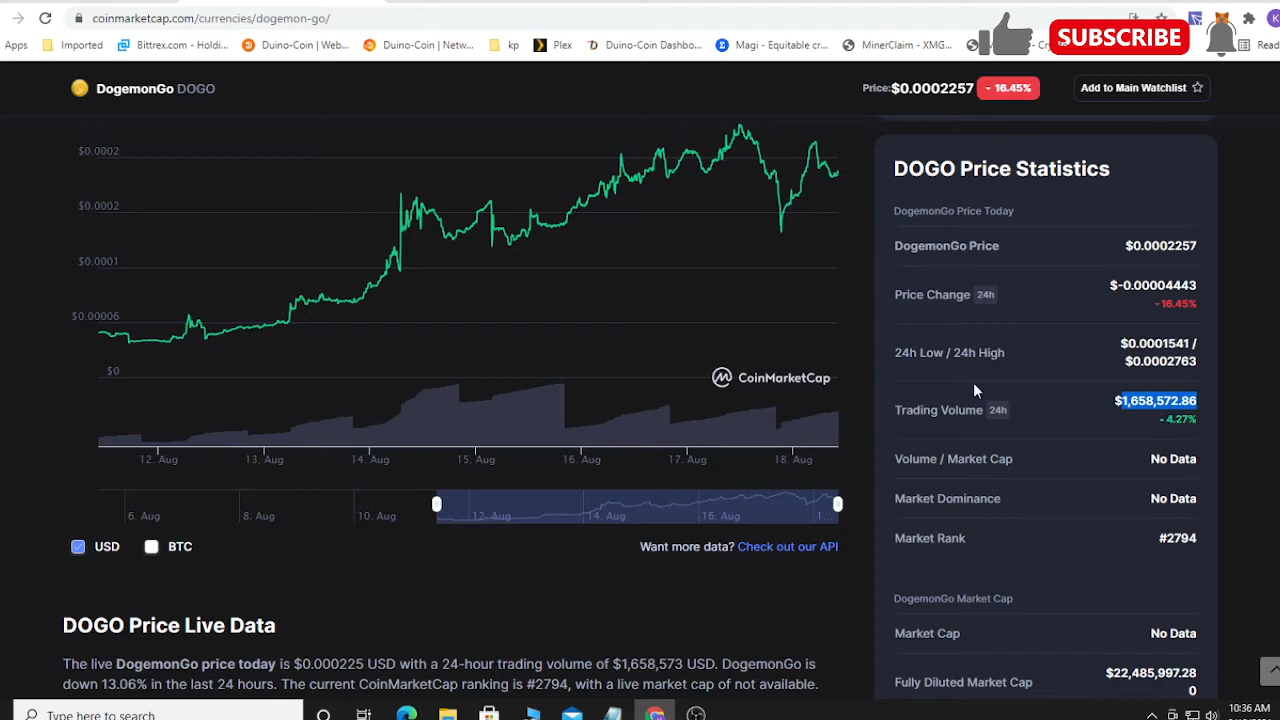 coinmarketcap.com/currencies/dogemon-go/
Apps
Imported
Bittrex.com - Holdi...
Duino-Coin | Web...
Duino-Coin | Netw...
kp
Plex
Duino-Coin Dashbo...
Magi - Equitable cr...
MinerClaim - XMG...
Read
SUBSCRIBE
DogemonGo DOGO
Price: $0.0002257
- 16.45%
Add to Main Watchlist
$0.0002
$0.0002
$0.0001
$0.00006
$0
CoinMarketCap
12. Aug
13. Aug
14. Aug
15. Aug
16. Aug
17. Aug
18. Aug
6. Aug
8. Aug
10. Aug
12. Aug
14. Aug
16. Aug
1...
USD
BTC
Want more data? Check out our API
DOGO Price Live Data
The live DogemonGo price today is $0.000225 USD with a 24-hour trading volume of $1,658,573 USD. DogemonGo is
down 13.06% in the last 24 hours. The current CoinMarketCap ranking is #2794, with a live market cap of not available.
DOGO Price Statistics
DogemonGo Price Today
DogemonGo Price
$0.0002257
Price Change 24h
$-0.00004443
-16.45%
24h Low / 24h High
$0.0001541 /
$0.0002763
Trading Volume 24h
$1,658,572.86
4.27%
Volume / Market Cap
No Data
Market Dominance
No Data
Market Rank
#2794
DogemonGo Market Cap
Market Cap
No Data
Fully Diluted Market Cap
$22,485,997.28
0
Type here to search
10:36 AM